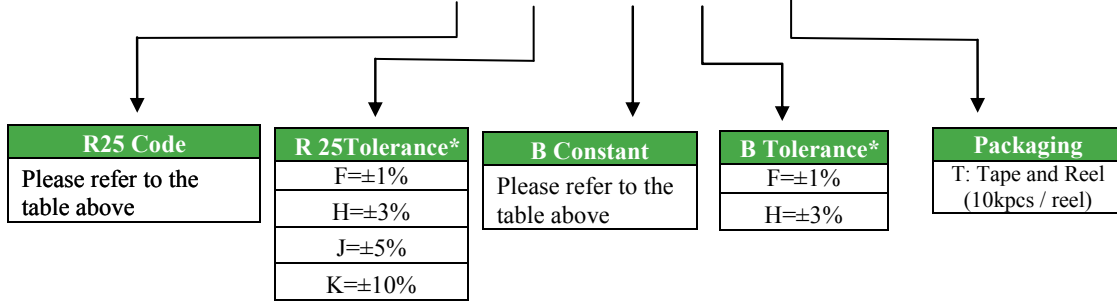 R25 Code
Please refer to the
table above
R 25Tolerance*
F=±1%
H=±3%
J=±5%
K=±10%
B Constant
Please refer to the
table above
B Tolerance*
F=±1%
H=±3%
Packaging
T: Tape and Reel
(10kpcs / reel)